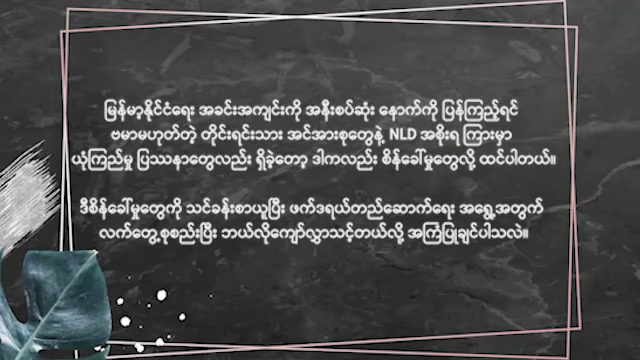 မြန်မာ့နိုင်ငံရေး အခင်းအကျင်းကို အနီးစပ်ဆုံး နောက်ကို ပြန်ကြည့်ရင်
ဗမာမဟုတ်တဲ့ တိုင်းရင်းသား အင်အားစုတွေနဲ့ NLD အစိုးရ ကြားမှာ
ယုံကြည်မှု ပြဿနာတွေလည်း ရှိခဲ့တော့ ဒါကလည်း စိန်ခေါ်မှုတွေလို့ ထင်ပါတယ်။
ဒီစိန်ခေါ်မှုတွေကို သင်ခန်းစာယူပြီး ဖက်ဒရယ်တည်ဆောက်ရေး အရွေ့အတွက်
လက်တွေ့စုစည်းပြီး ဘယ်လိုကျော်လွှာသင့်တယ်လို့ အကြံပြုချင်ပါသလဲ။